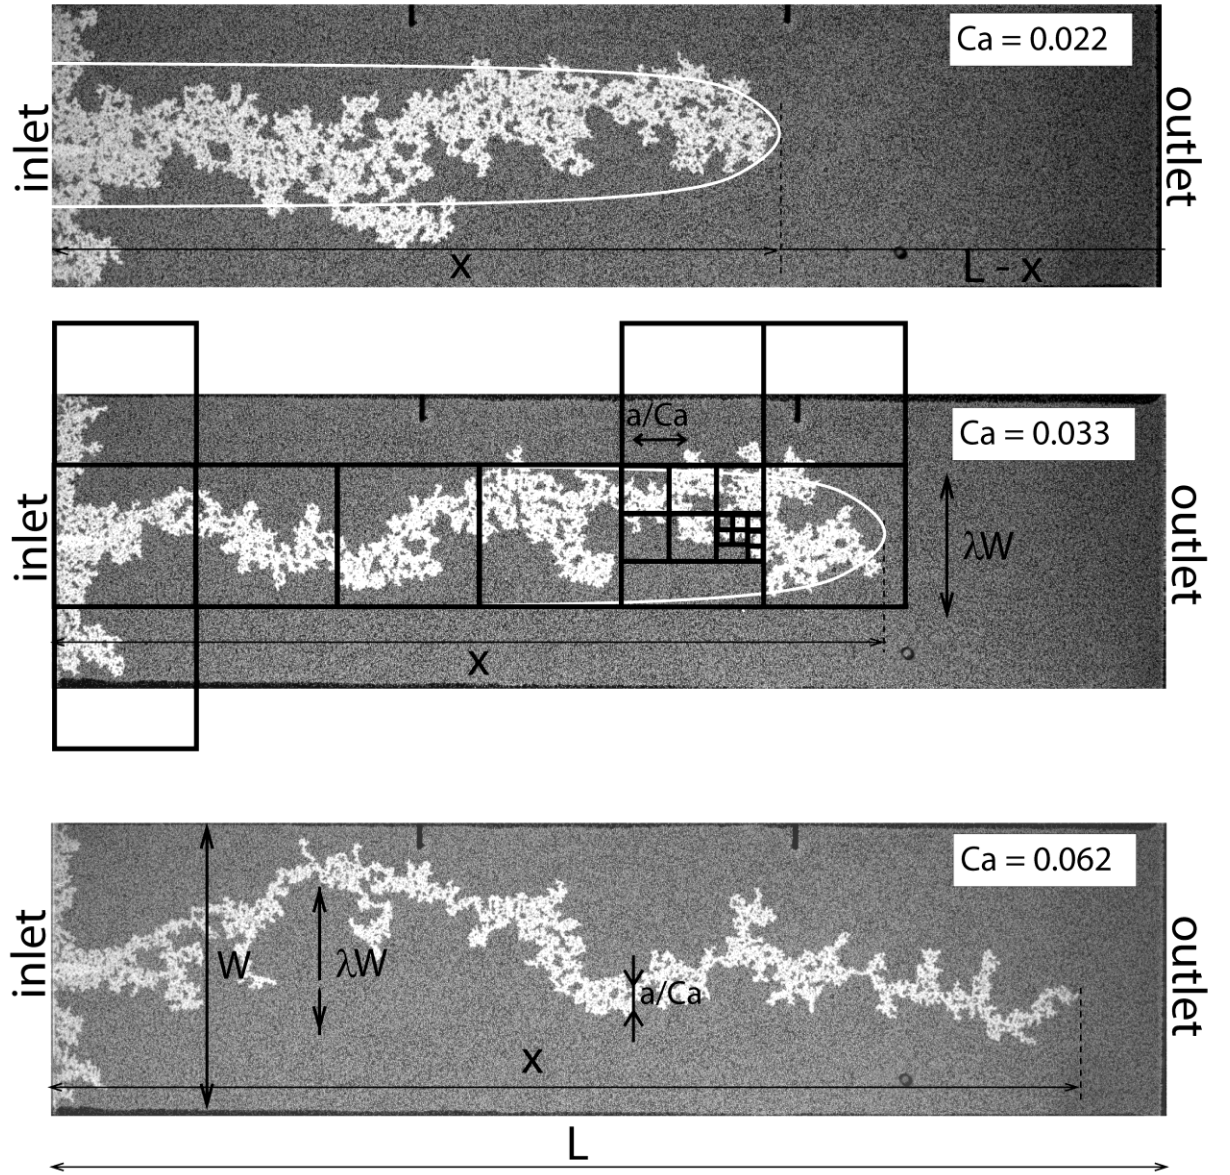 Ca = 0.022
inlet
outlet
x
L - x
a/Ca
Ca = 0.033
inlet
outlet
λW
x
Ca = 0.062
inlet
outlet
W
λW
a/Ca
x
L